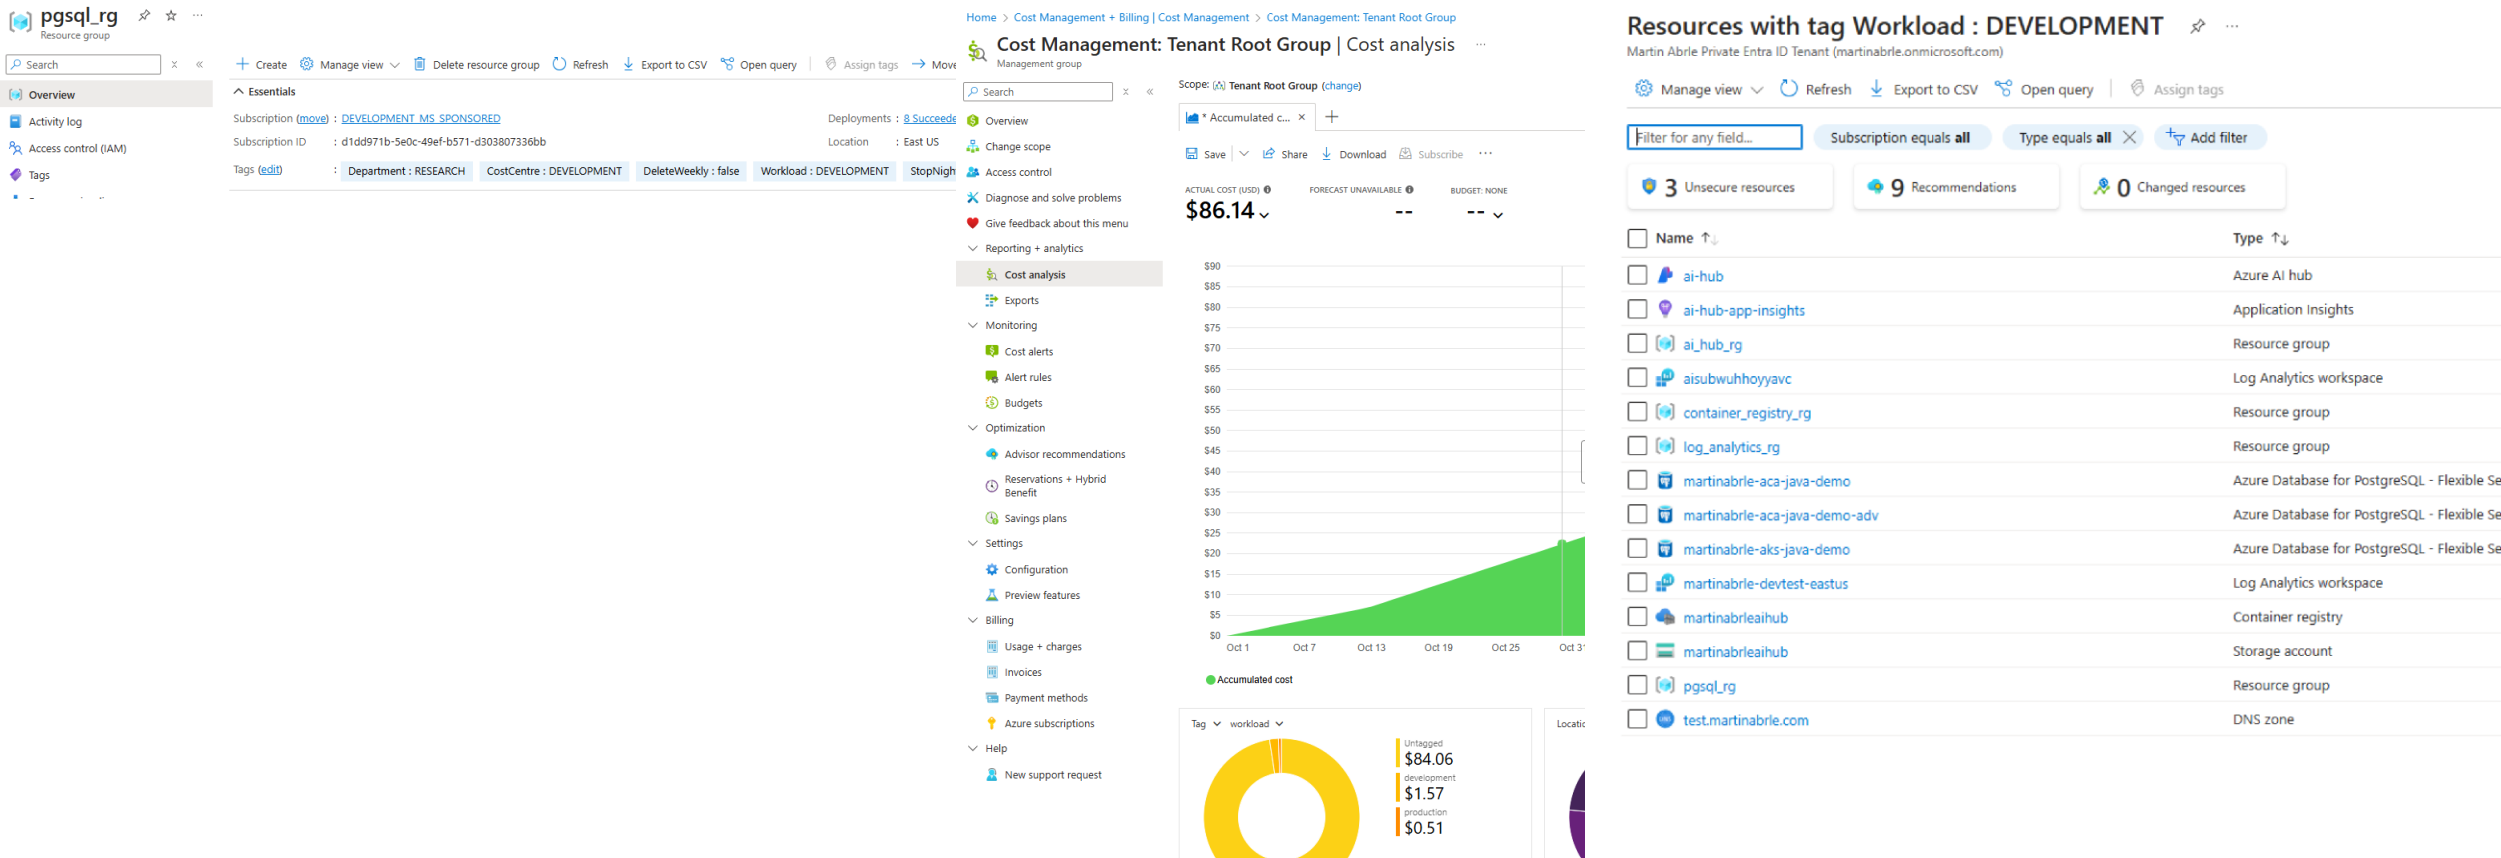 pgsql_rg
Resource group
Search
Overview
Activity log
Access control (IAM)
Tags
Create Manage view Delete resource group Refresh Export to CSV Open query Assign tags Move
Essentials
Subscription (move) : DEVELOPMENT_MS_SPONSORED
Subscription ID : d1dd971b-5e0c-49ef-b571-d303807336bb
Tags (edit) : Department : RESEARCH CostCentre : DEVELOPMENT DeleteWeekly : false Workload : DEVELOPMENT StopNigh
Deployments : 8 Succeede
Location : East US
Home > Cost Management + Billing | Cost Management > Cost Management: Tenant Root Group
Cost Management: Tenant Root Group | Cost analysis
Management group
Search
Overview
Change scope
Access control
Diagnose and solve problems
Give feedback about this menu
Reporting + analytics
Cost analysis
Exports
Monitoring
Cost alerts
Alert rules
Budgets
Optimization
Advisor recommendations
Reservations + Hybrid
Benefit
Savings plans
Settings
Configuration
Preview features
Billing
Usage + charges
Invoices
Payment methods
Azure subscriptions
Help
New support request
Scope: Tenant Root Group (change)
* Accumulated c...
Save Share Download Subscribe
ACTUAL COST (USD) FORECAST UNAVAILABLE BUDGET: NONE
$86.14 -- --
$90
$85
$80
$75
$70
$65
$60
$55
$50
$45
$40
$35
$30
$25
$20
$15
$10
$5
$0
Oct 1 Oct 7 Oct 13 Oct 19 Oct 25 Oct 31
Accumulated cost
Tag workload
Untagged
$84.06
development
$1.57
production
$0.51
Locatio
Resources with tag Workload : DEVELOPMENT
Martin Abrle Private Entra ID Tenant (martinabrle.onmicrosoft.com)
Manage view Refresh Export to CSV Open query Assign tags
Filter for any field... Subscription equals all Type equals all Add filter
3 Unsecure resources 9 Recommendations 0 Changed resources
Name Type
ai-hub Azure AI hub
ai-hub-app-insights Application Insights
ai_hub_rg Resource group
aisubwuhhoyyavc Log Analytics workspace
container_registry_rg Resource group
log_analytics_rg Resource group
martinabrle-aca-java-demo Azure Database for PostgreSQL - Flexible Se
martinabrle-aca-java-demo-adv Azure Database for PostgreSQL - Flexible Se
martinabrle-aks-java-demo Azure Database for PostgreSQL - Flexible Se
martinabrle-devtest-eastus Log Analytics workspace
martinabrleaihub Container registry
martinabrleaihub Storage account
pgsql_rg Resource group
test.martinabrle.com DNS zone